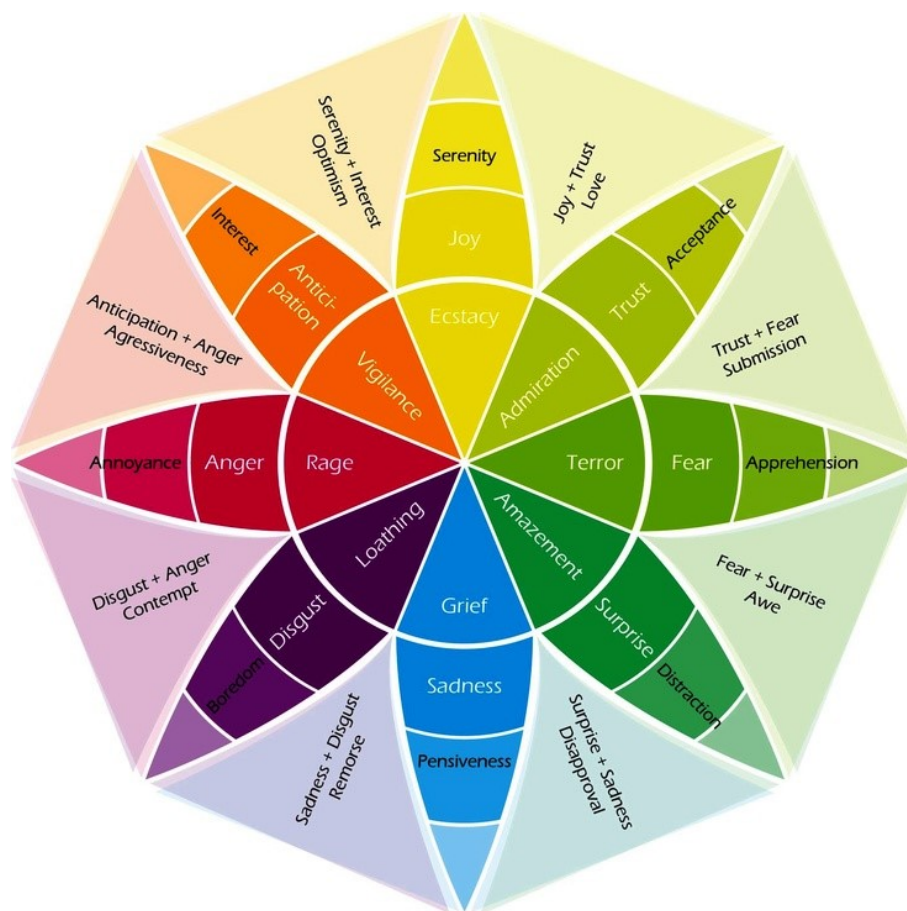 Serenity + Interest
Optimism
Serenity
Joy
Ecstacy
Joy + Trust
Love
Acceptance
Trust
Admiration
Trust + Fear
Submission
Apprehension
Fear
Terror
Fear + Surprise
Awe
Distraction
Surprise
Amazement
Surprise + Sadness
Disapproval
Grief
Sadness
Pensiveness
Sadness + Disgust
Remorse
Loathing
Disgust
Boredom
Disgust + Anger
Contempt
Annoyance
Anger
Rage
Anticipation + Anger
Agressiveness
Interest
Antici-
pation
Vigilance